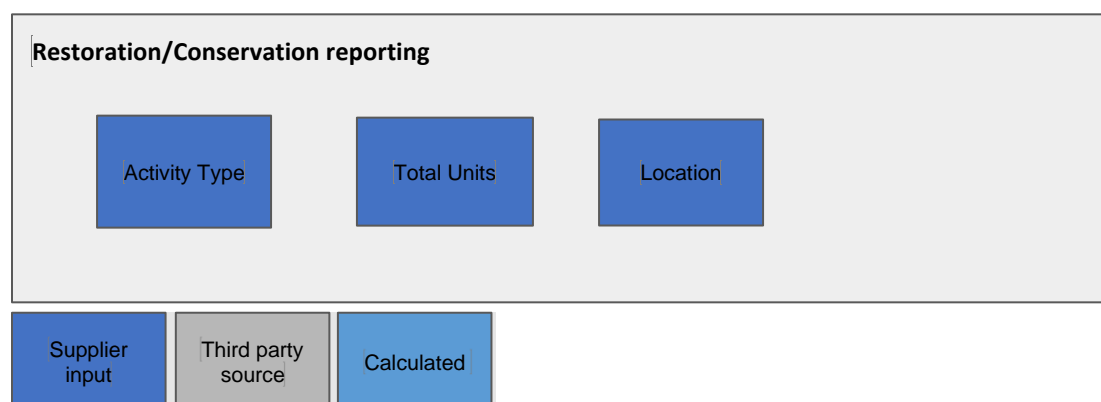 Restoration/Conservation reporting
Activity Type
Total Units
Location
Supplier
input
Third party
source
Calculated